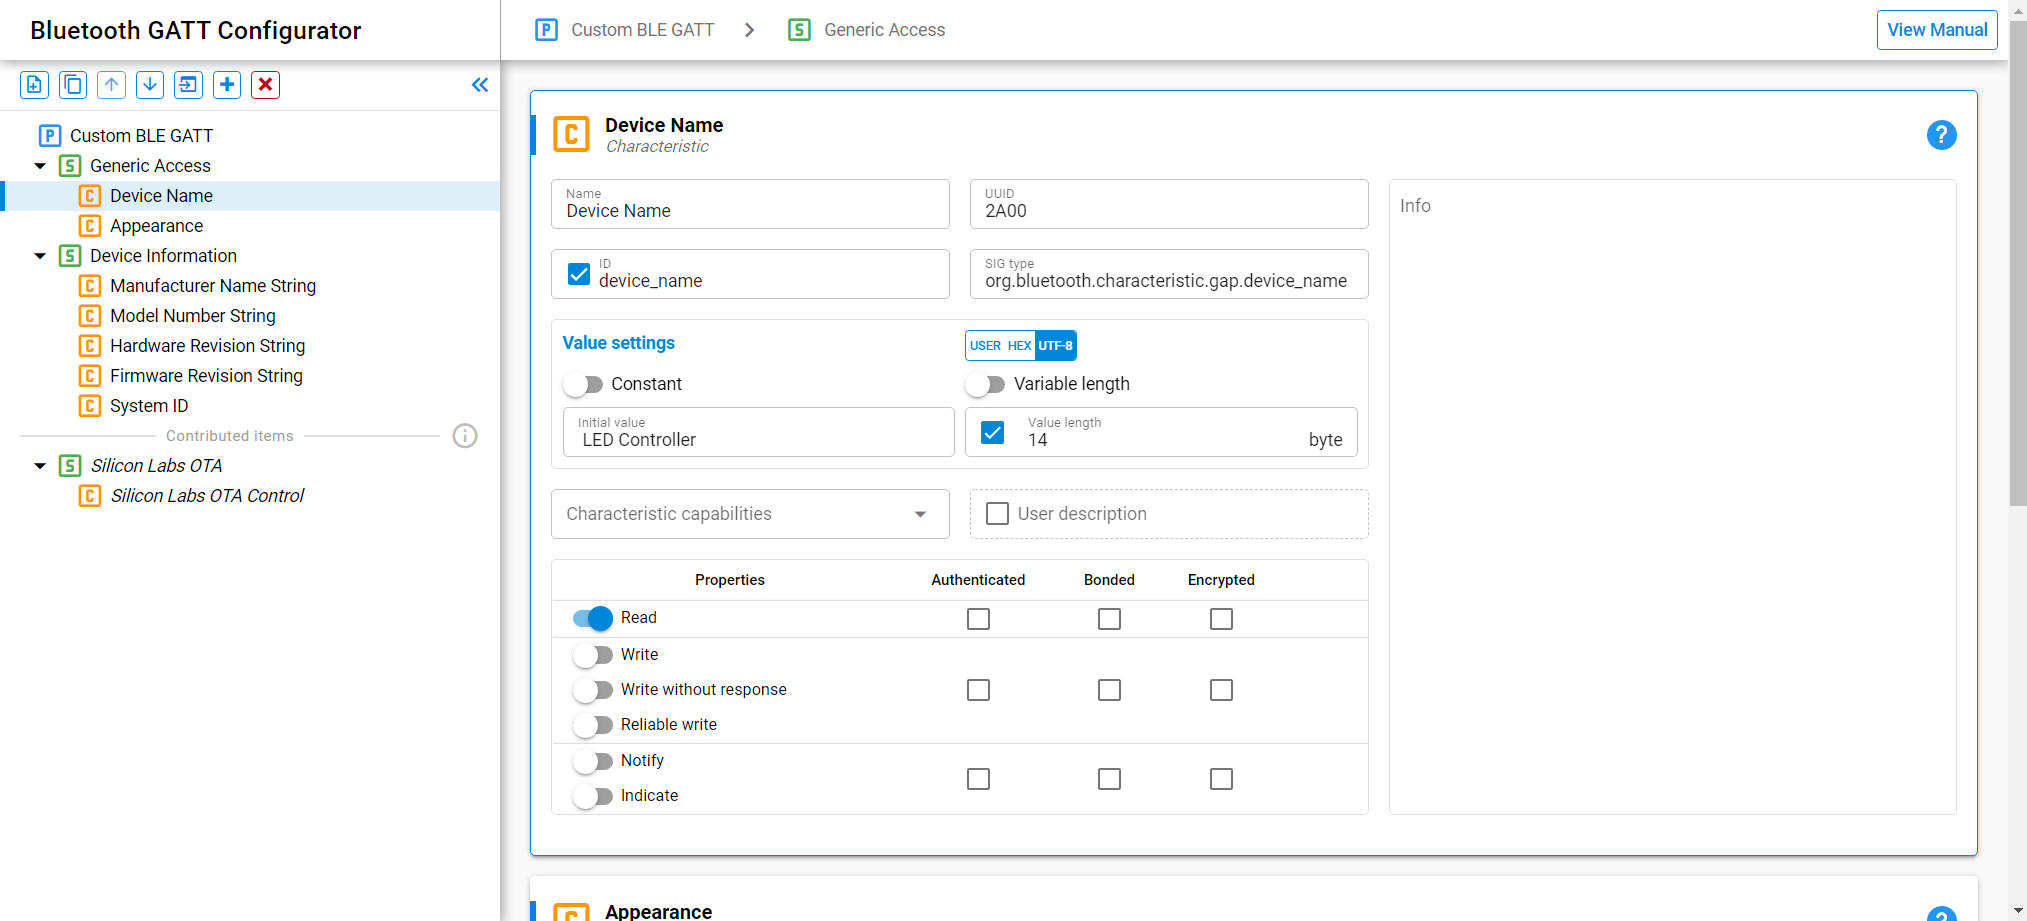 Bluetooth GATT Configurator
P Custom BLE GATT
S Generic Access
View Manual
P Custom BLE GATT
S Generic Access
C Device Name
C Appearance
S Device Information
C Manufacturer Name String
C Model Number String
C Hardware Revision String
C Firmware Revision String
C System ID
Contributed items
S Silicon Labs OTA
C Silicon Labs OTA Control
C Device Name
Characteristic
?
Name
Device Name
UUID
2A00
Info
ID
device_name
SIG type
org.bluetooth.characteristic.gap.device_name
Value settings
USER HEX UTF-8
Constant
Variable length
Initial value
LED Controller
Value length
14 byte
Characteristic capabilities
User description
Properties Authenticated Bonded Encrypted
Read
Write
Write without response
Reliable write
Notify
Indicate
C Appearance
?